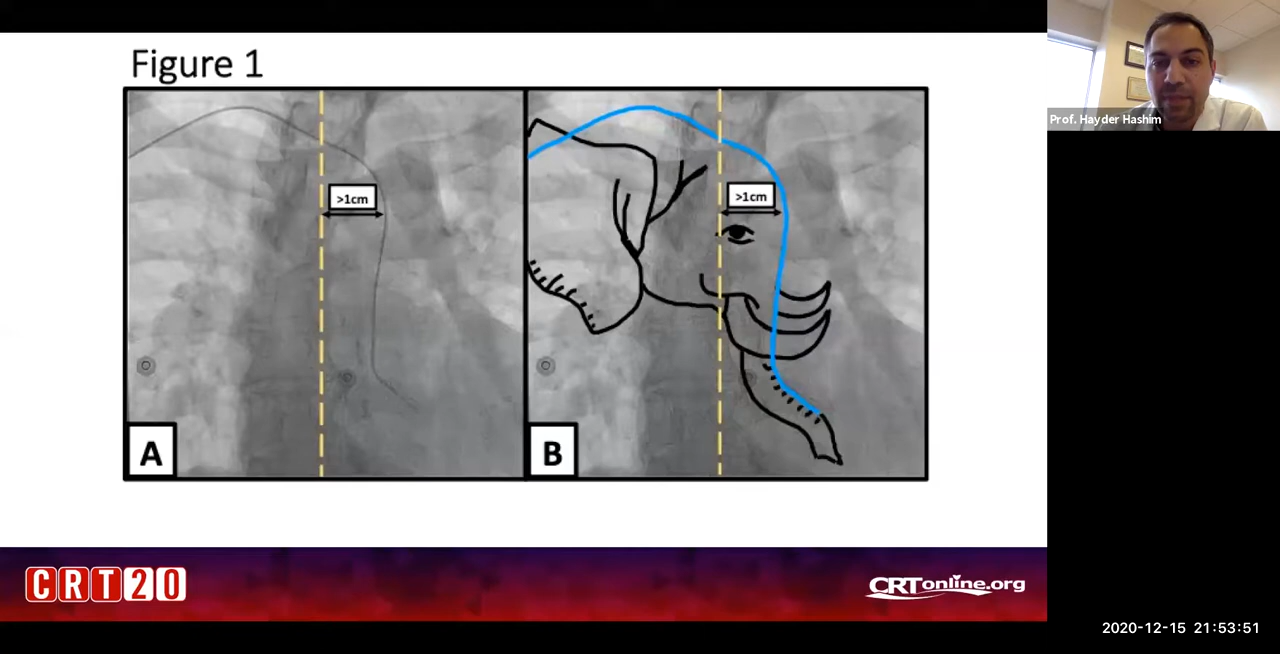 Figure 1
>1cm
>1cm
A
B
Prof. Hayder Hashim
CRT20
CRTonline.org
2020-12-15 21:53:51